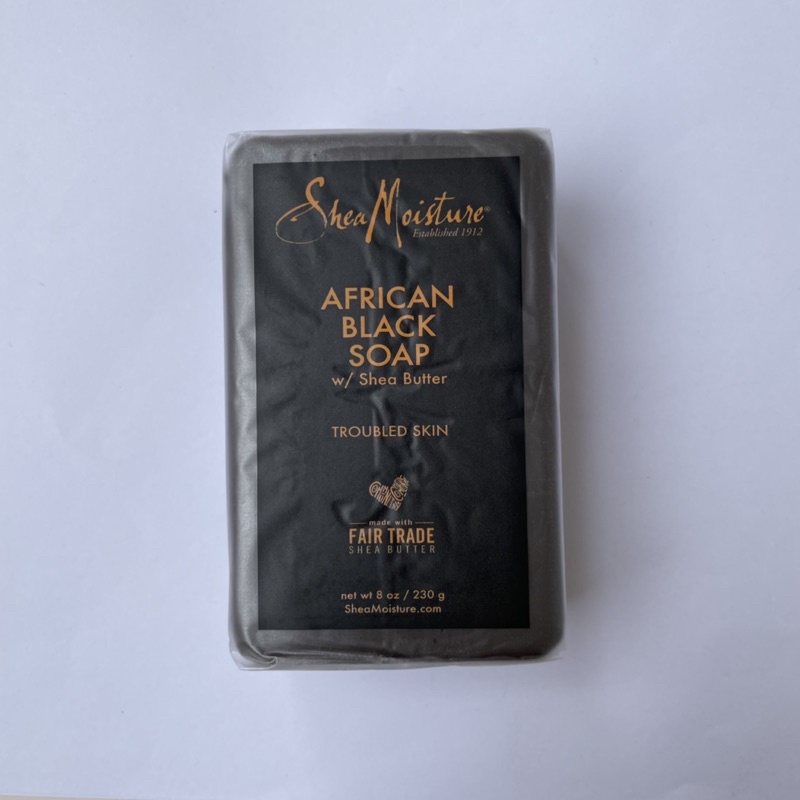 SheaMoisture®
Established 1912
AFRICAN
BLACK
SOAP
w/ Shea Butter
TROUBLED SKIN
made with
FAIR TRADE
SHEA BUTTER
net wt 8 oz / 230 g
SheaMoisture.com